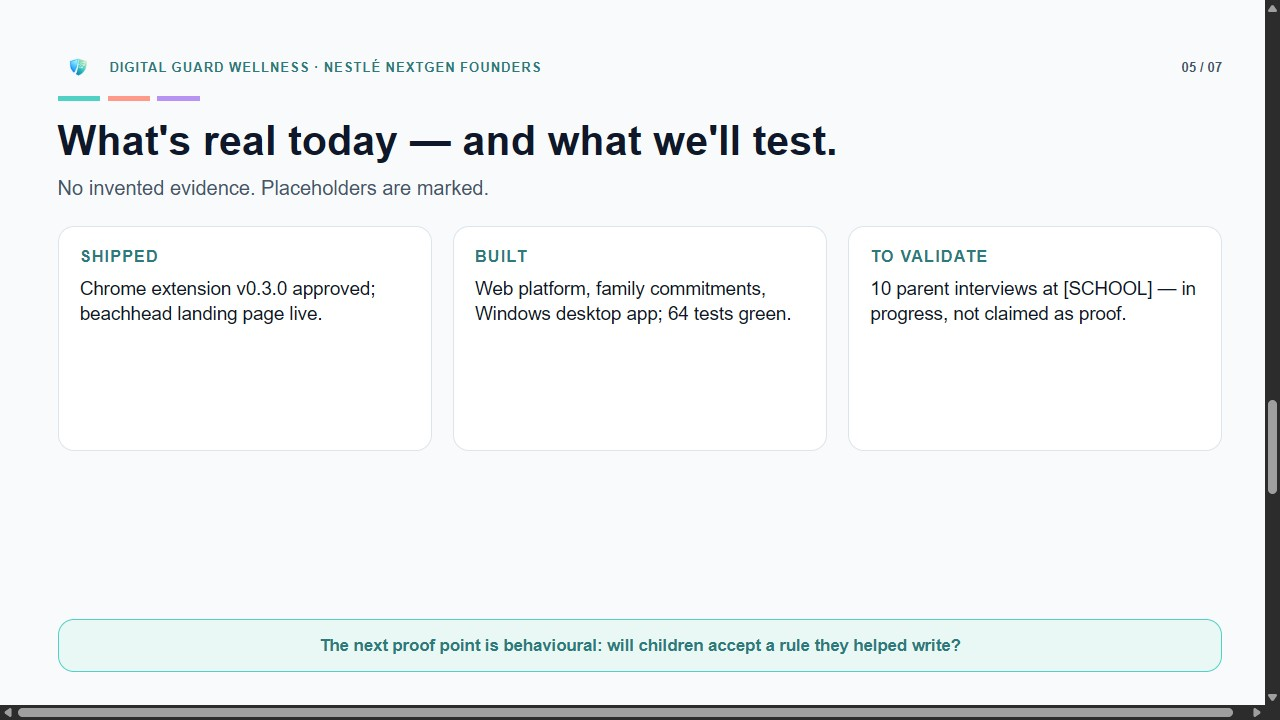 DIGITAL GUARD WELLNESS · NESTLÉ NEXTGEN FOUNDERS
05 / 07
What's real today — and what we'll test.
No invented evidence. Placeholders are marked.
SHIPPED
Chrome extension v0.3.0 approved;
beachhead landing page live.
BUILT
Web platform, family commitments,
Windows desktop app; 64 tests green.
TO VALIDATE
10 parent interviews at [SCHOOL] — in
progress, not claimed as proof.
The next proof point is behavioural: will children accept a rule they helped write?